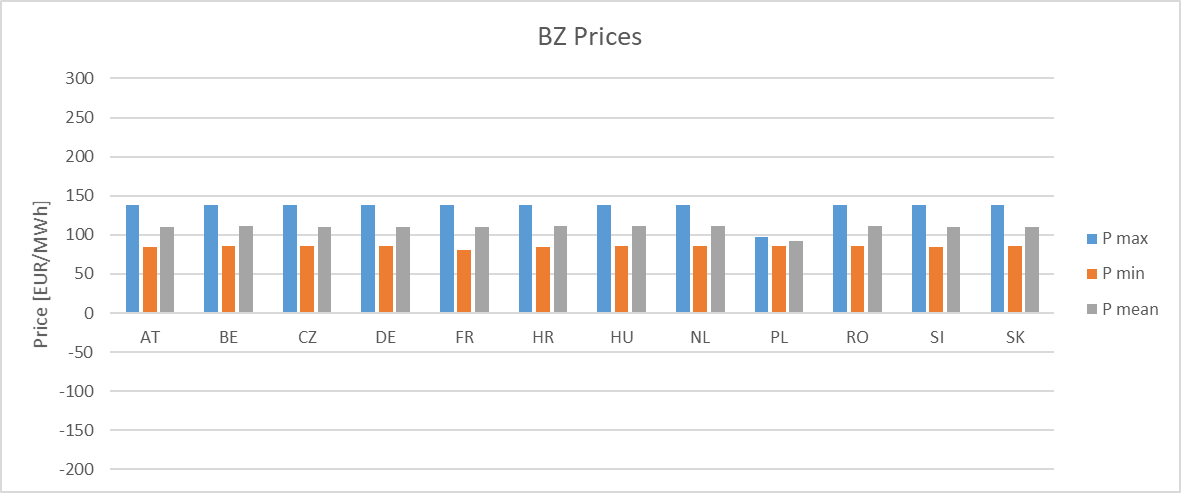 BZ Prices
Price [EUR/MWh]
300
250
200
150
100
50
0
-50
-100
-150
-200
AT BE CZ DE FR HR HU NL PL RO SI SK
P max
P min
P mean